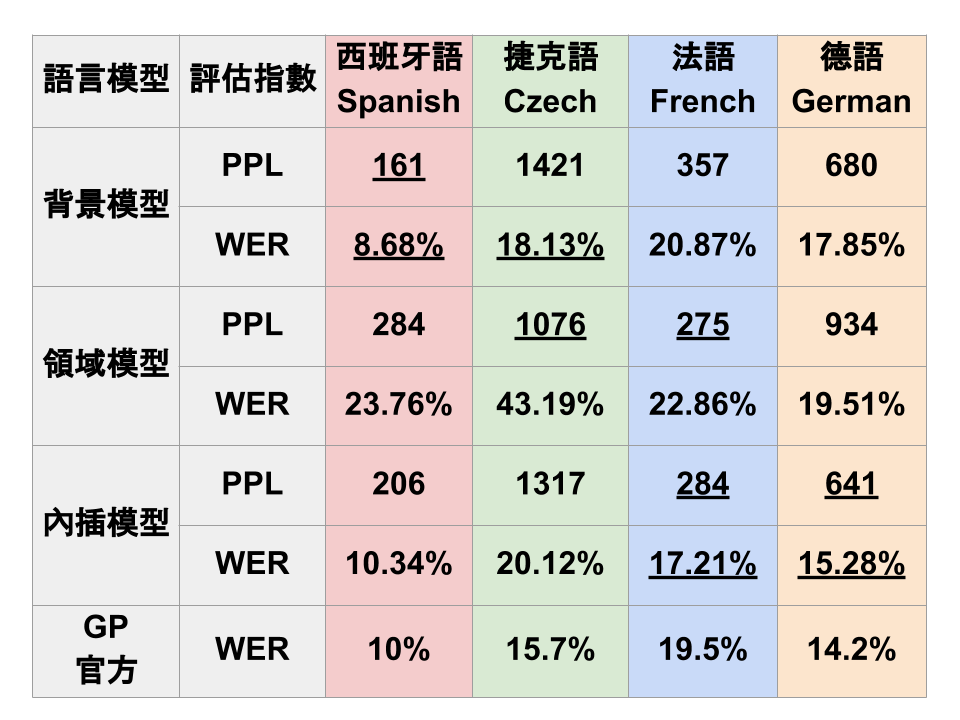 語言模型 評估指數 西班牙語 捷克語 法語 德語
Spanish Czech French German
背景模型 PPL 161 1421 357 680
WER 8.68% 18.13% 20.87% 17.85%
領域模型 PPL 284 1076 275 934
WER 23.76% 43.19% 22.86% 19.51%
內插模型 PPL 206 1317 284 641
WER 10.34% 20.12% 17.21% 15.28%
GP
官方 WER 10% 15.7% 19.5% 14.2%